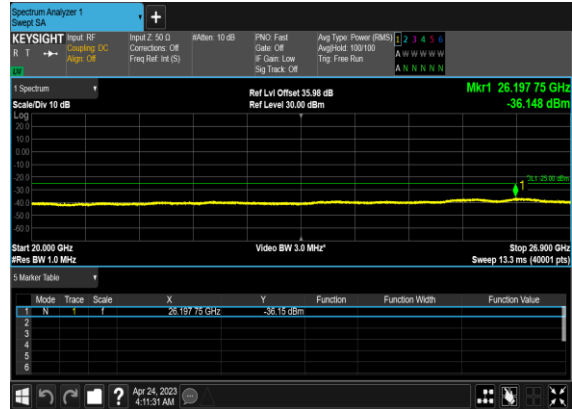 Spectrum Analyzer 1
Swept SA
+
KEYSIGHT Input: RF Input Z: 50 Ω #Atten: 10 dB PNO: Fast Avg Type: Power (RMS) 1 2 3 4 5 6
R T Coupling: DC Corrections: Off Gate: Off Avg|Hold: 100/100 A W W W W W
Align: Off Freq Ref: Int (S) IF Gain: Low Trig: Free Run
Sig Track: Off A N N N N N
1 Spectrum Ref Lvl Offset 35.98 dB Mkr1 26.197 75 GHz
Scale/Div 10 dB Ref Level 30.00 dBm -36.148 dBm
Log
20.0
10.0
0.00
-10.0
-20.0
-30.0
-40.0
-50.0
-60.0
1
Start 20.000 GHz Video BW 3.0 MHz* Stop 26.900 GHz
#Res BW 1.0 MHz Sweep 13.3 ms (40001 pts)
5 Marker Table
Mode Trace Scale X Y Function Function Width Function Value
1 N 1 f 26.197 75 GHz -36.15 dBm
2
3
4
5
6
? Apr 24, 2023
4:11:31 AM